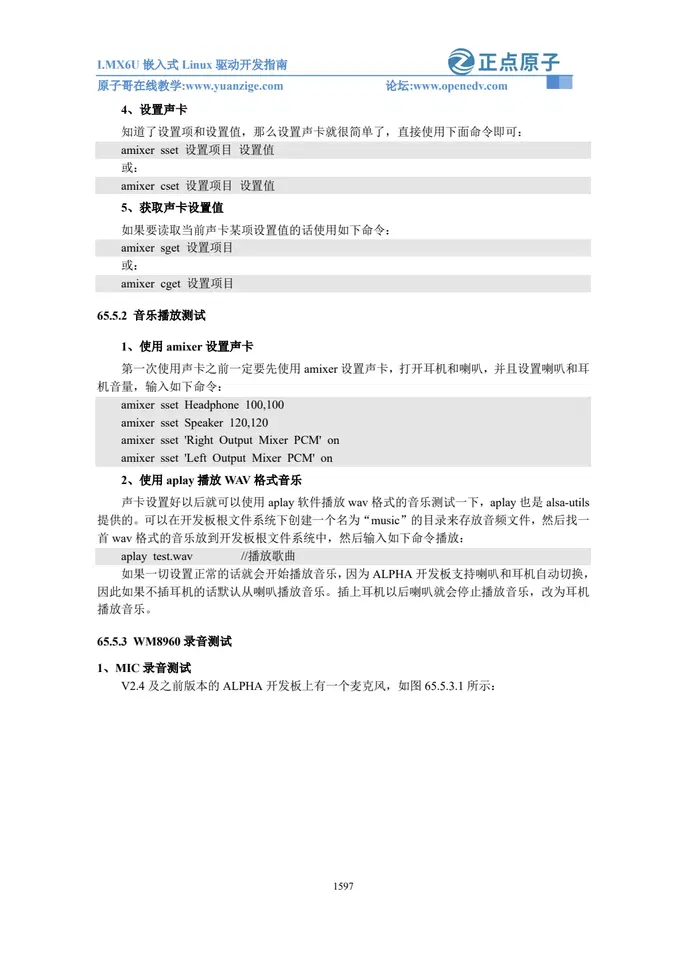 I.MX6U 嵌入式 Linux 驱动开发指南
正点原子
原子哥在线教学:www.yuanzige.com 论坛:www.openedv.com
4、设置声卡
知道了设置项和设置值，那么设置声卡就很简单了，直接使用下面命令即可：
amixer sset 设置项目 设置值
或：
amixer cset 设置项目 设置值
5、获取声卡设置值
如果要读取当前声卡某项设置值的话使用如下命令：
amixer sget 设置项目
或：
amixer cget 设置项目
65.5.2 音乐播放测试
1、使用 amixer 设置声卡
第一次使用声卡之前一定要先使用 amixer 设置声卡，打开耳机和喇叭，并且设置喇叭和耳
机音量，输入如下命令：
amixer sset Headphone 100,100
amixer sset Speaker 120,120
amixer sset 'Right Output Mixer PCM' on
amixer sset 'Left Output Mixer PCM' on
2、使用 aplay 播放 WAV 格式音乐
声卡设置好以后就可以使用 aplay 软件播放 wav 格式的音乐测试一下，aplay 也是 alsa-utils
提供的。可以在开发板根文件系统下创建一个名为“music”的目录来存放音频文件，然后找一
首 wav 格式的音乐放到开发板根文件系统中，然后输入如下命令播放：
aplay test.wav //播放歌曲
如果一切设置正常的话就会开始播放音乐，因为 ALPHA 开发板支持喇叭和耳机自动切换，
因此如果不插耳机的话默认从喇叭播放音乐。插上耳机以后喇叭就会停止播放音乐，改为耳机
播放音乐。
65.5.3 WM8960 录音测试
1、MIC 录音测试
V2.4 及之前版本的 ALPHA 开发板上有一个麦克风，如图 65.5.3.1 所示：
1597